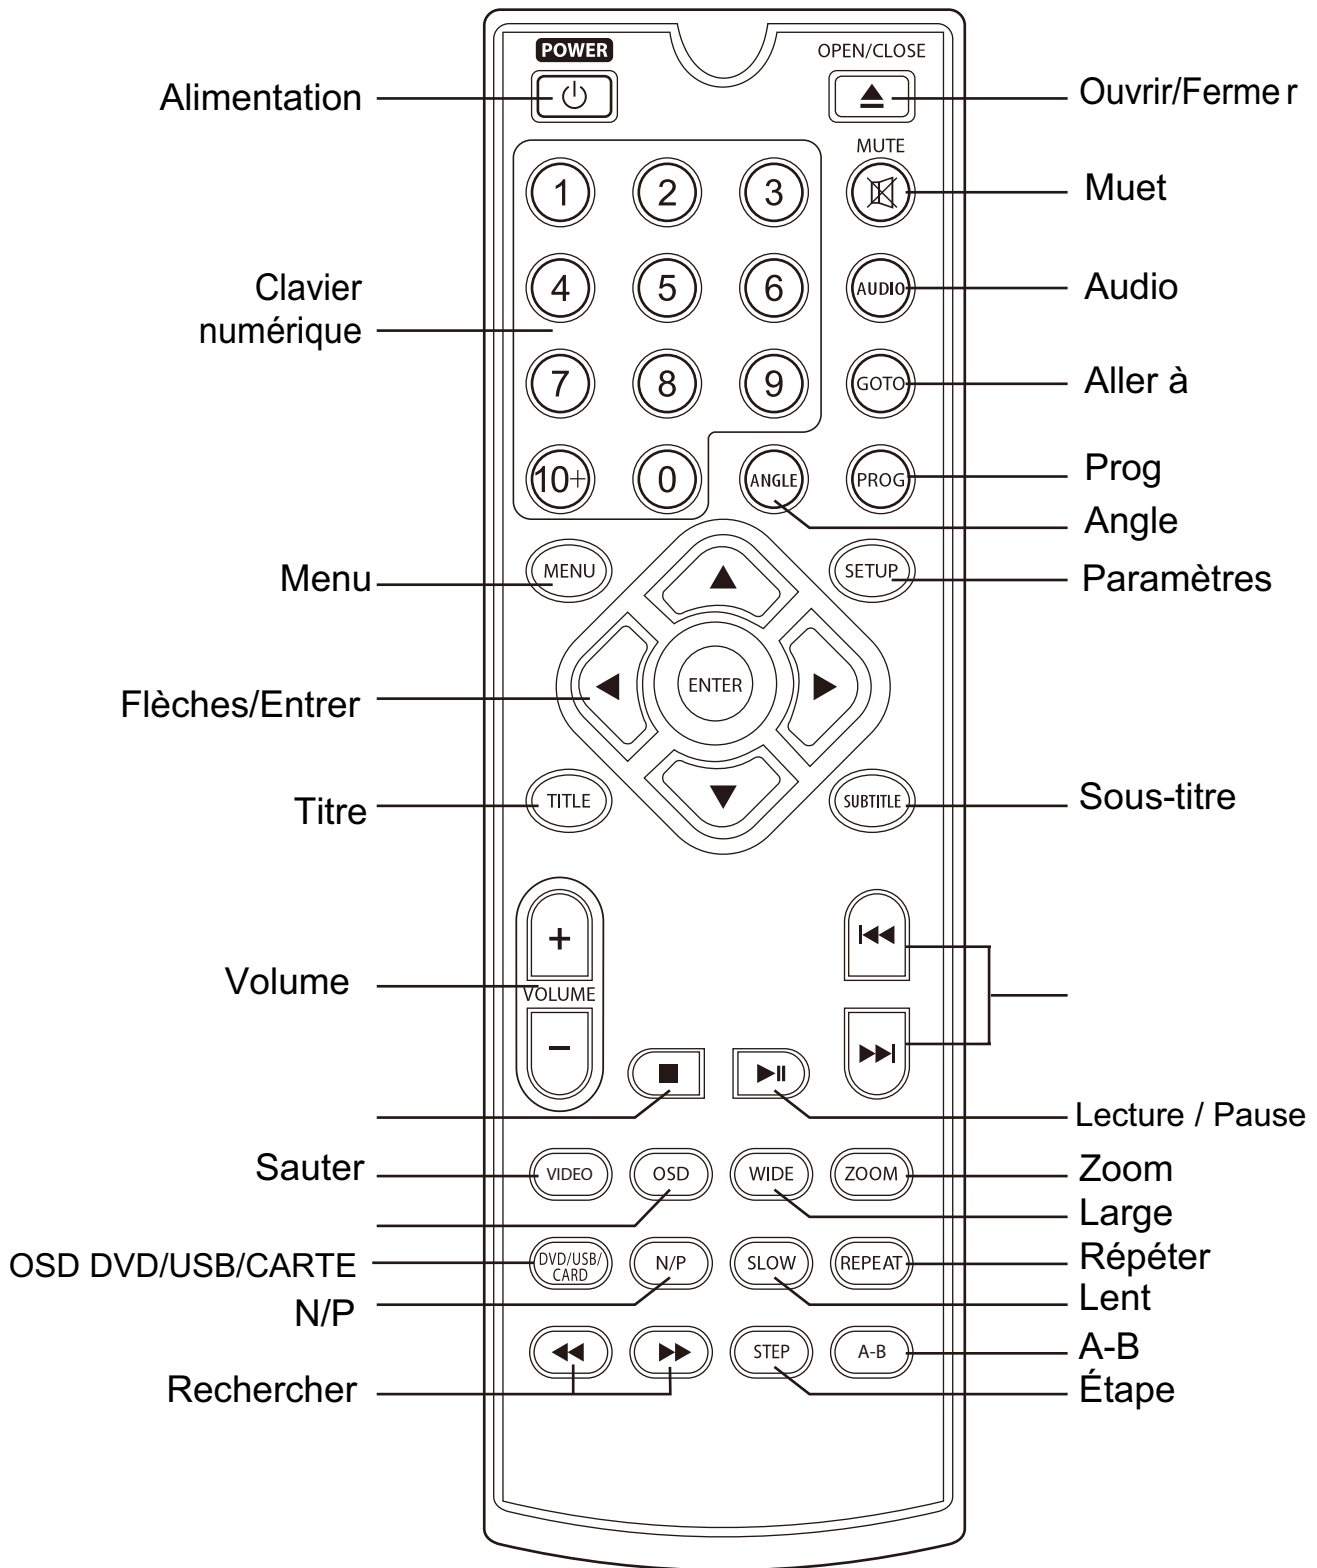 POWER
OPEN/CLOSE
Alimentation
Ouvrir/Fermer
MUTE
1 2 3
Muet
Clavier
numérique
4 5 6
AUDIO
Audio
7 8 9
GOTO
Aller à
10+ 0
ANGLE
PROG
Prog
Angle
Menu
MENU
SETUP
Paramètres
Flèches/Entrer
ENTER
Titre
TITLE
SUBTITLE
Sous-titre
+
Volume
VOLUME
−
Lecture / Pause
Sauter
VIDEO
OSD
WIDE
ZOOM
Zoom
Large
OSD DVD/USB/CARTE
DVD/USB/
CARD
N/P
SLOW
REPEAT
Répéter
N/P
Lent
STEP
A-B
A-B
Rechercher
Étape